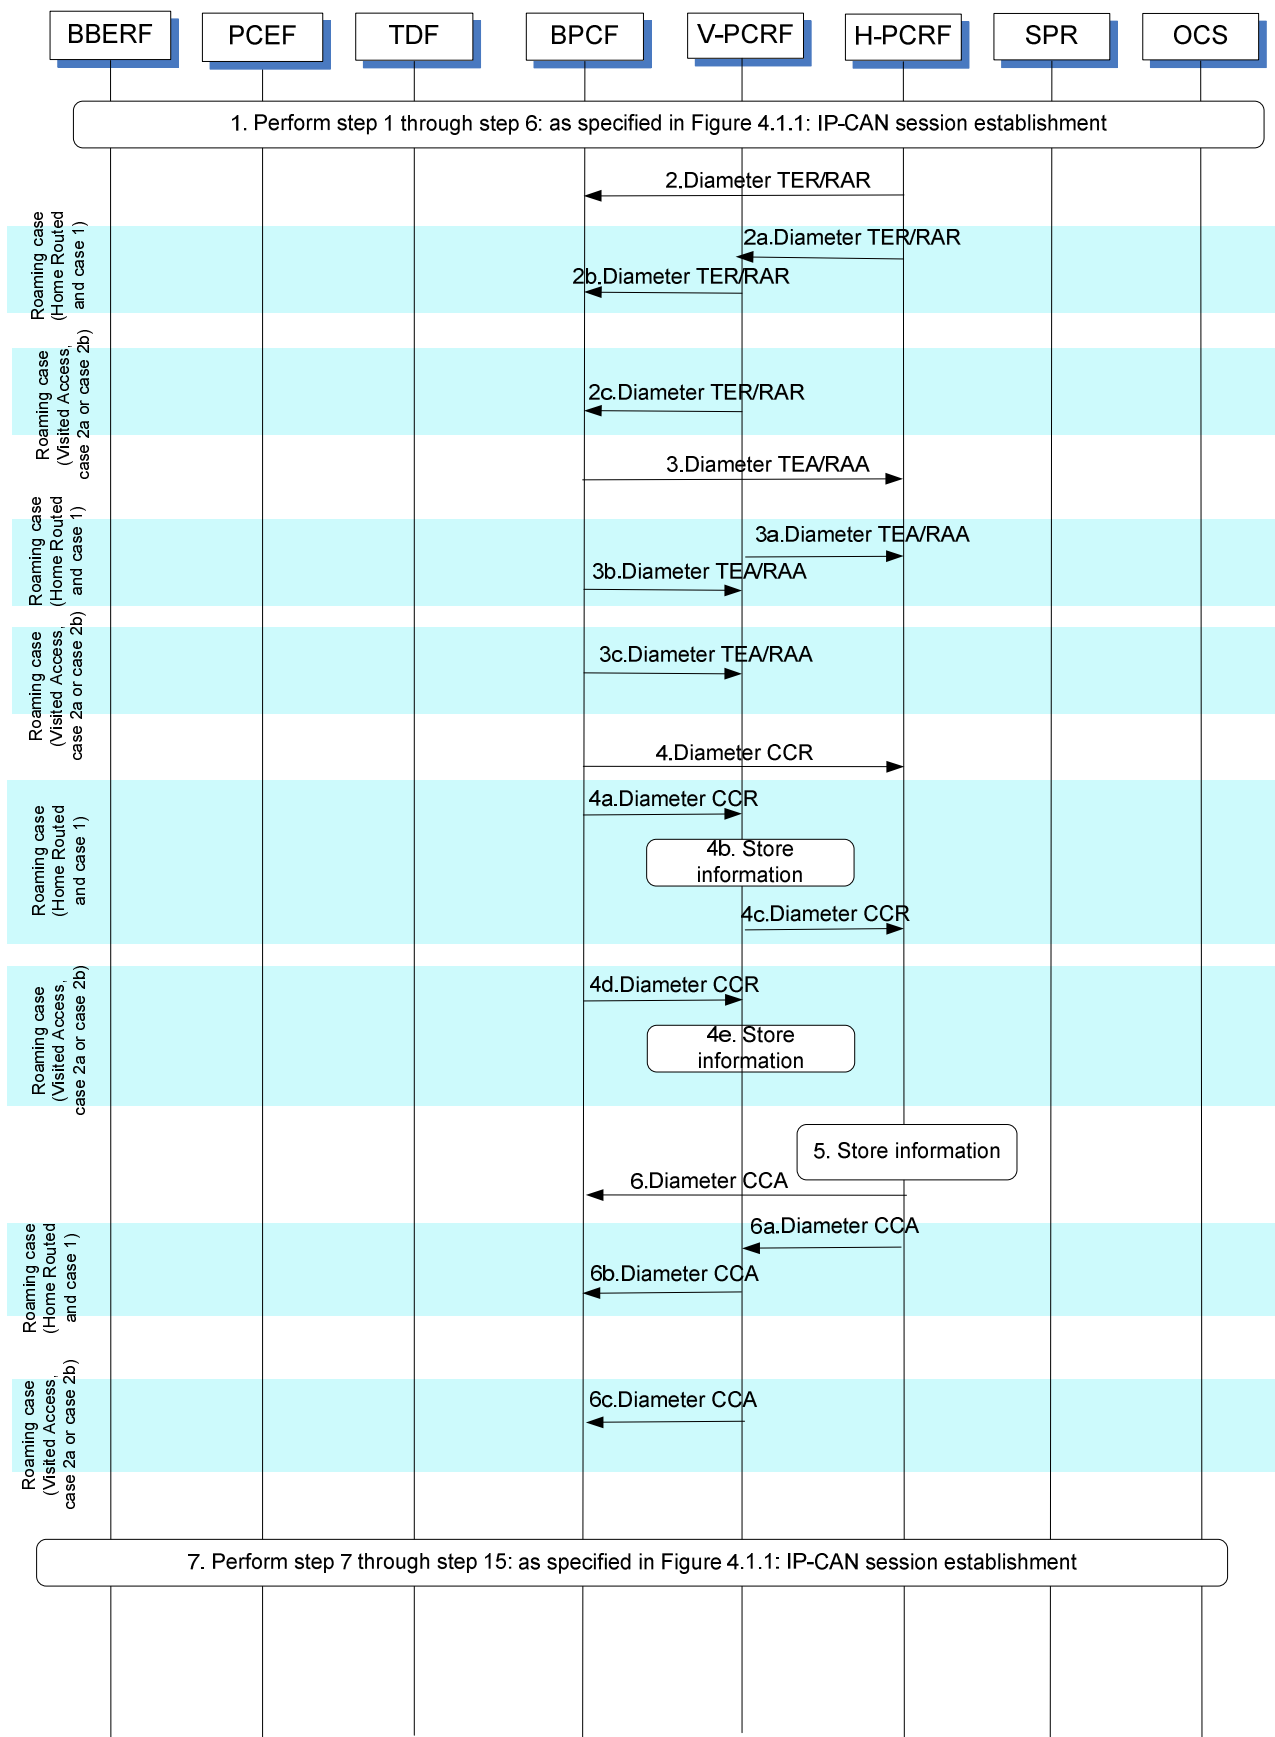 BBERF
PCEF
TDF
BPCF
V-PCRF
H-PCRF
SPR
OCS
1. Perform step 1 through step 6: as specified in Figure 4.1.1: IP-CAN session establishment
2.Diameter TER/RAR
Roaming case
(Home Routed
and case 1)
2a.Diameter TER/RAR
2b.Diameter TER/RAR
Roaming case
(Visited Access,
case 2a or case 2b)
2c.Diameter TER/RAR
3.Diameter TEA/RAA
Roaming case
(Home Routed
and case 1)
3a.Diameter TEA/RAA
3b.Diameter TEA/RAA
Roaming case
(Visited Access,
case 2a or case 2b)
3c.Diameter TEA/RAA
4.Diameter CCR
Roaming case
(Home Routed
and case 1)
4a.Diameter CCR
4b. Store
information
4c.Diameter CCR
Roaming case
(Visited Access,
case 2a or case 2b)
4d.Diameter CCR
4e. Store
information
5. Store information
6.Diameter CCA
Roaming case
(Home Routed
and case 1)
6a.Diameter CCA
6b.Diameter CCA
Roaming case
(Visited Access,
case 2a or case 2b)
6c.Diameter CCA
7. Perform step 7 through step 15: as specified in Figure 4.1.1: IP-CAN session establishment